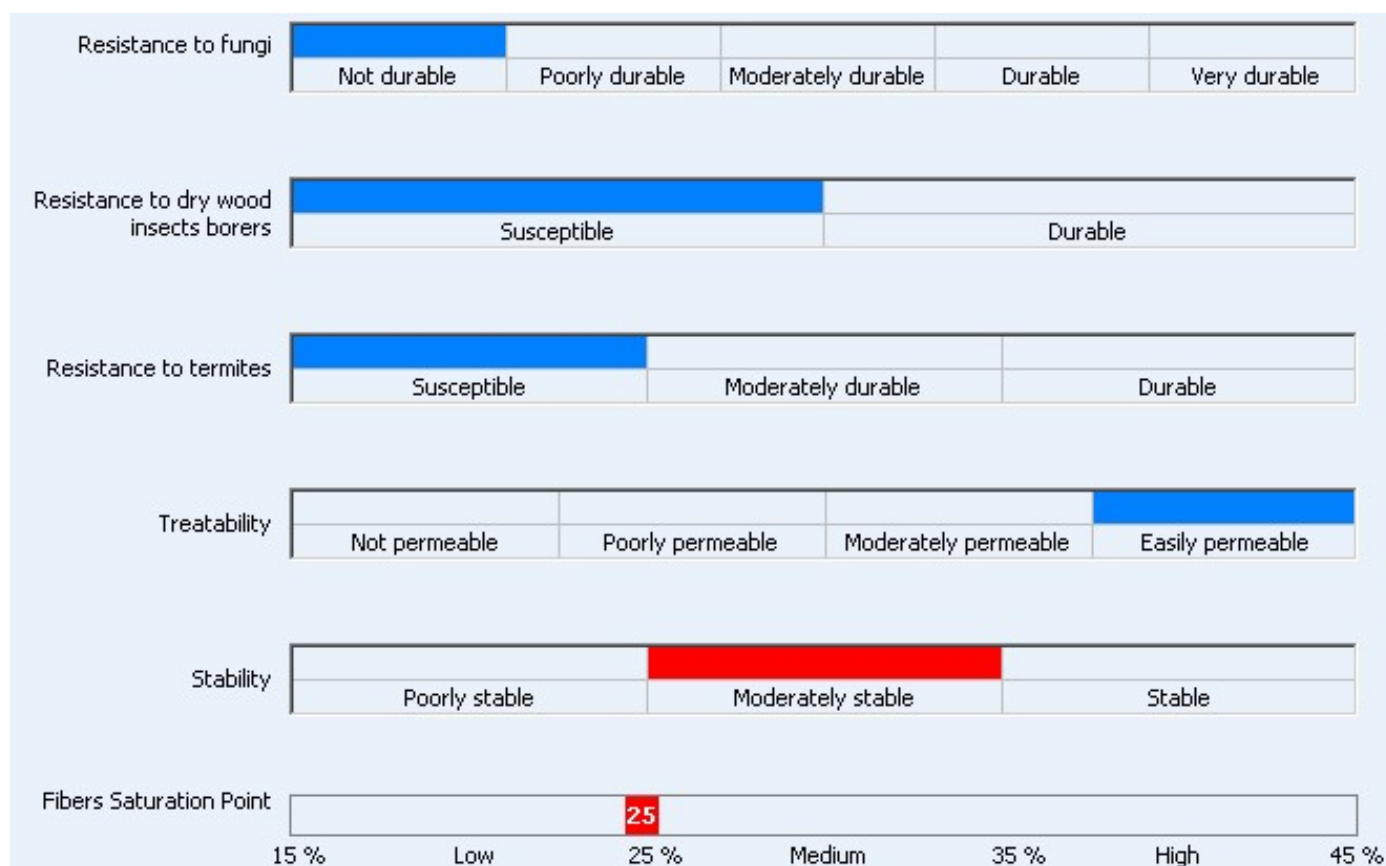 Resistance to fungi
Not durable Poorly durable Moderately durable Durable Very durable
Resistance to dry wood
insects borers
Susceptible Durable
Resistance to termites
Susceptible Moderately durable Durable
Treatability
Not permeable Poorly permeable Moderately permeable Easily permeable
Stability
Poorly stable Moderately stable Stable
Fibers Saturation Point
25
15 % Low 25 % Medium 35 % High 45 %